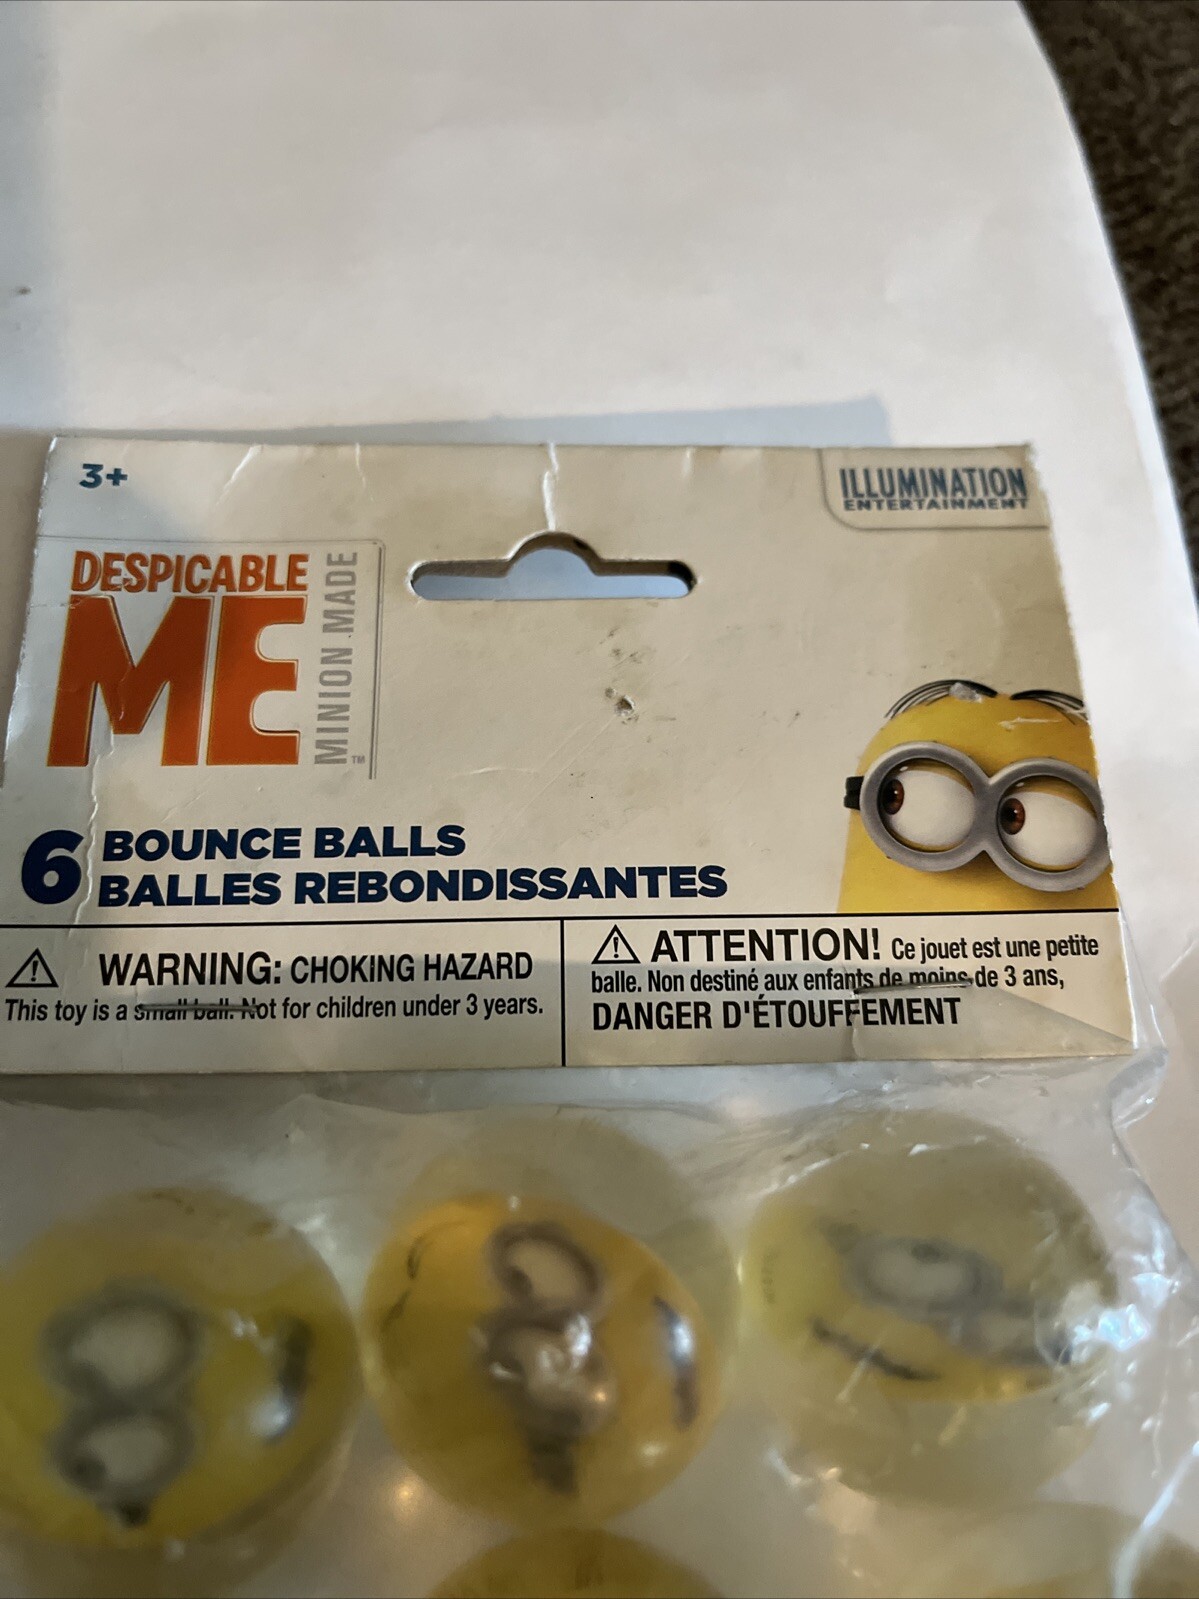 3+
ILLUMINATION
ENTERTAINMENT
DESPICABLE
ME
MINION MADE
™
6 BOUNCE BALLS
BALLES REBONDISSANTES
WARNING: CHOKING HAZARD
This toy is a small ball. Not for children under 3 years.
ATTENTION! Ce jouet est une petite
balle. Non destiné aux enfants de moins de 3 ans,
DANGER D'ÉTOUFFEMENT